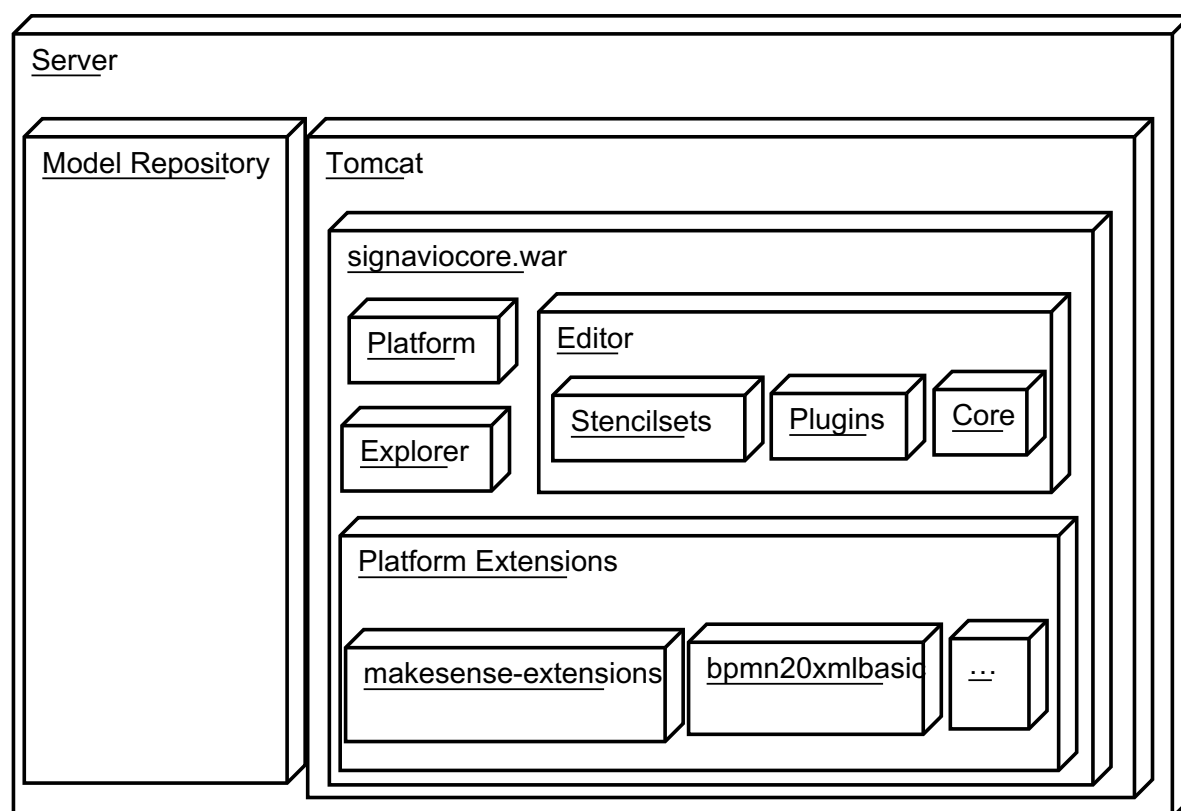 Server
Model Repository
Tomcat
signaviocore.war
Platform
Editor
Stencilsets
Plugins
Core
Explorer
Platform Extensions
makesense-extensions
bpmn20xmlbasic
...